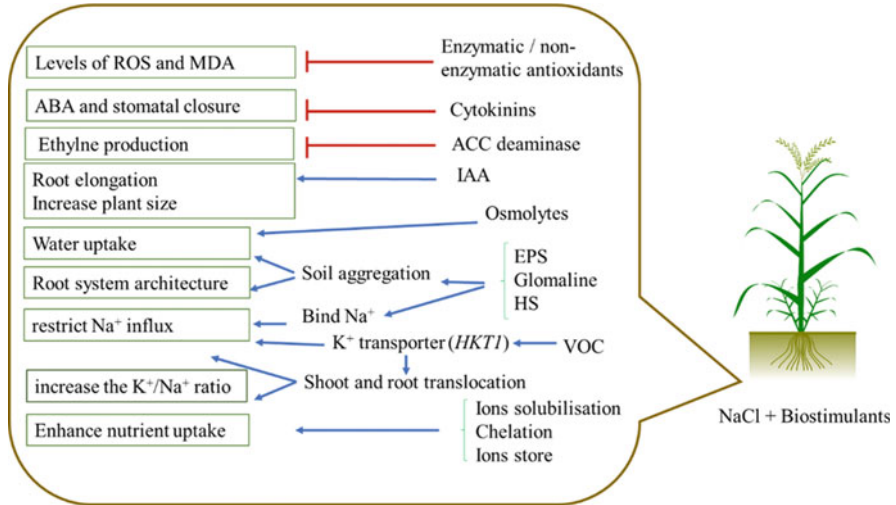 Levels of ROS and MDA
Enzymatic / non-
enzymatic antioxidants
ABA and stomatal closure
Cytokinins
Ethylne production
ACC deaminase
Root elongation
Increase plant size
IAA
Osmolytes
Water uptake
Root system architecture
Soil aggregation
EPS
Glomaline
HS
restrict Na⁺ influx
Bind Na⁺
K⁺ transporter (HKT1)
VOC
increase the K⁺/Na⁺ ratio
Shoot and root translocation
Enhance nutrient uptake
Ions solubilisation
Chelation
Ions store
NaCl + Biostimulants